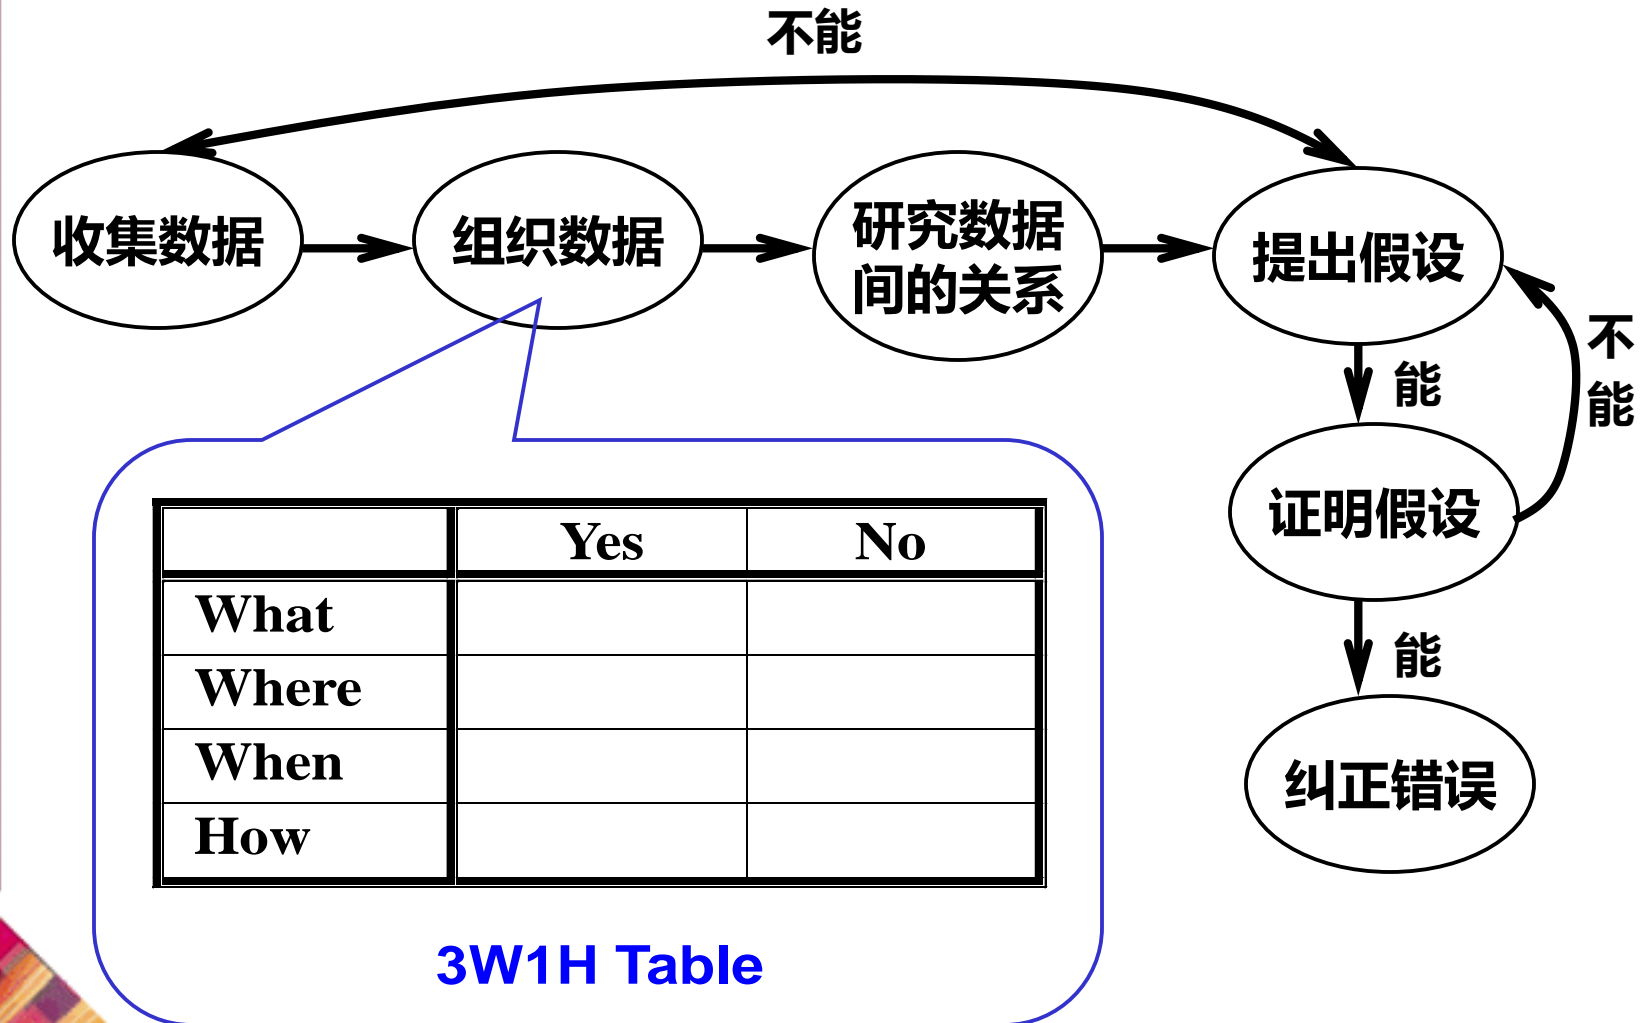 不能
收集数据
组织数据
研究数据
间的关系
提出假设
能
不
能
证明假设
能
纠正错误
Yes No
What
Where
When
How
3W1H Table